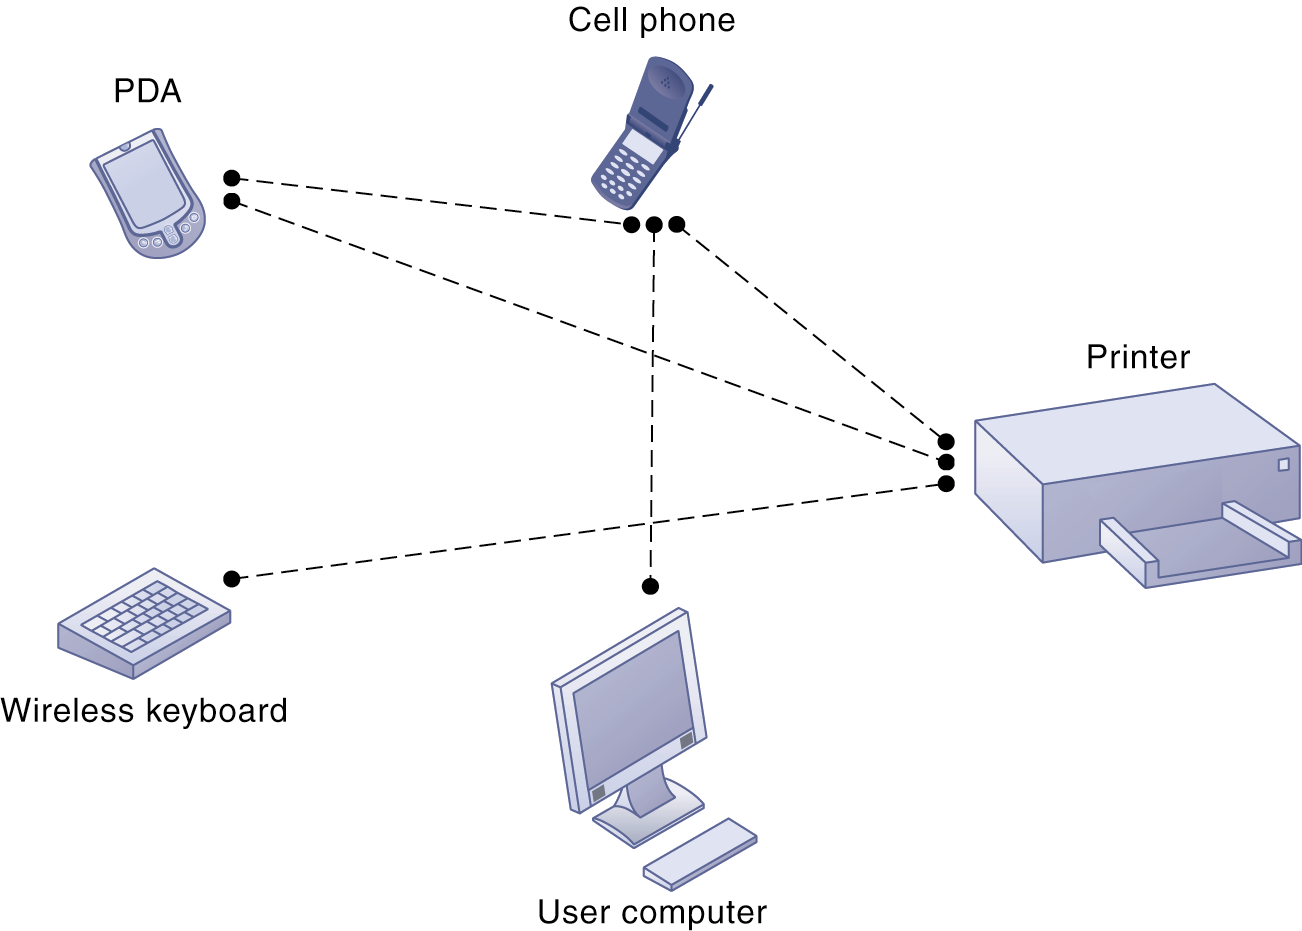 Cell phone
PDA
Printer
Wireless keyboard
User computer